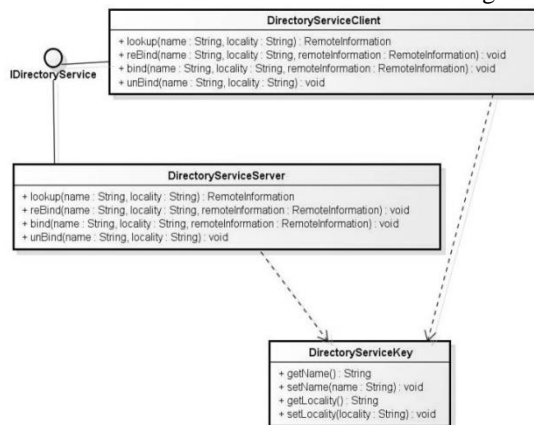 DirectoryServiceClient
+ lookup(name : String, locality : String) : RemoteInformation
+ reBind(name : String, locality : String, remoteInformation : RemoteInformation) : void
+ bind(name : String, locality : String, remoteInformation : RemoteInformation) : void
+ unBind(name : String, locality : String) : void
IDirectoryService
DirectoryServiceServer
+ lookup(name : String, locality : String) : RemoteInformation
+ reBind(name : String, locality : String, remoteInformation : RemoteInformation) : void
+ bind(name : String, locality : String, remoteInformation : RemoteInformation) : void
+ unBind(name : String, locality : String) : void
DirectoryServiceKey
+ getName() : String
+ setName(name : String) : void
+ getLocality() : String
+ setLocality(locality : String) : void